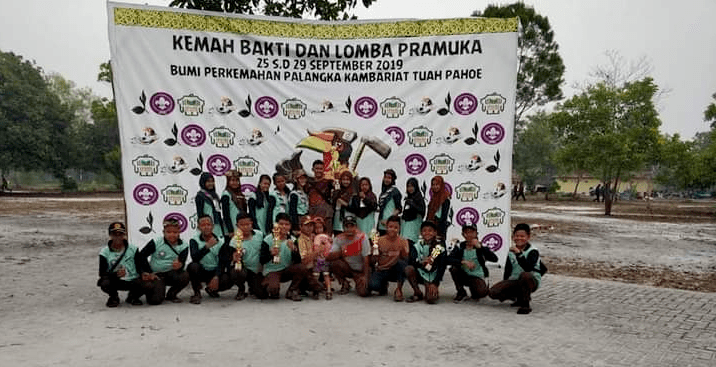 KEMAH BAKTI DAN LOMBA PRAMUKA
25 S.D 29 SEPTEMBER 2019
BUMI PERKEMAHAN PALANGKA KAMBARIAT TUAH PAHOE